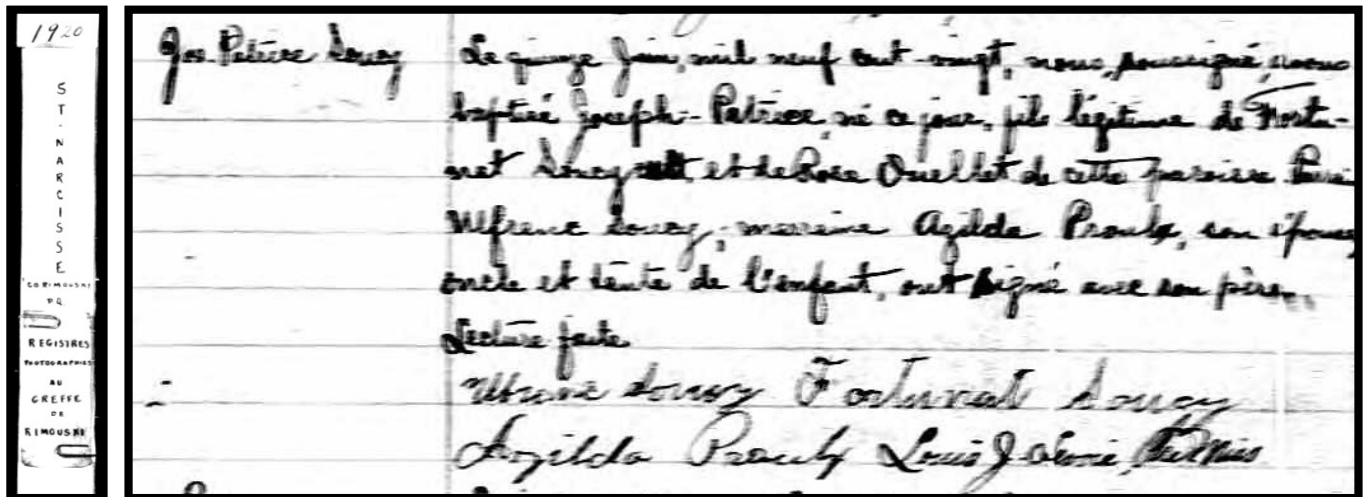 1920
ST-NARCISSE
CO RIMOUSKI
P Q
REGISTRES
PHOTOGRAPHIES
AU
GREFFE
DE
RIMOUSKI
Jos. Patrice Soucy
Le quinze Juin, mil neuf cent-vingt, nous, soussigné, avons
baptisé Joseph-Patrice, né ce jour, fils légitime de Fortu-
nat Soucy et de Rose Ouellet de cette paroisse
Soucy; marraine Azilda Proulx, son épouse,
oncle et tante de l'enfant, ont signé avec son père.
Lecture faite
Soucy Fortunat Soucy
Azilda Proulx Louis J.